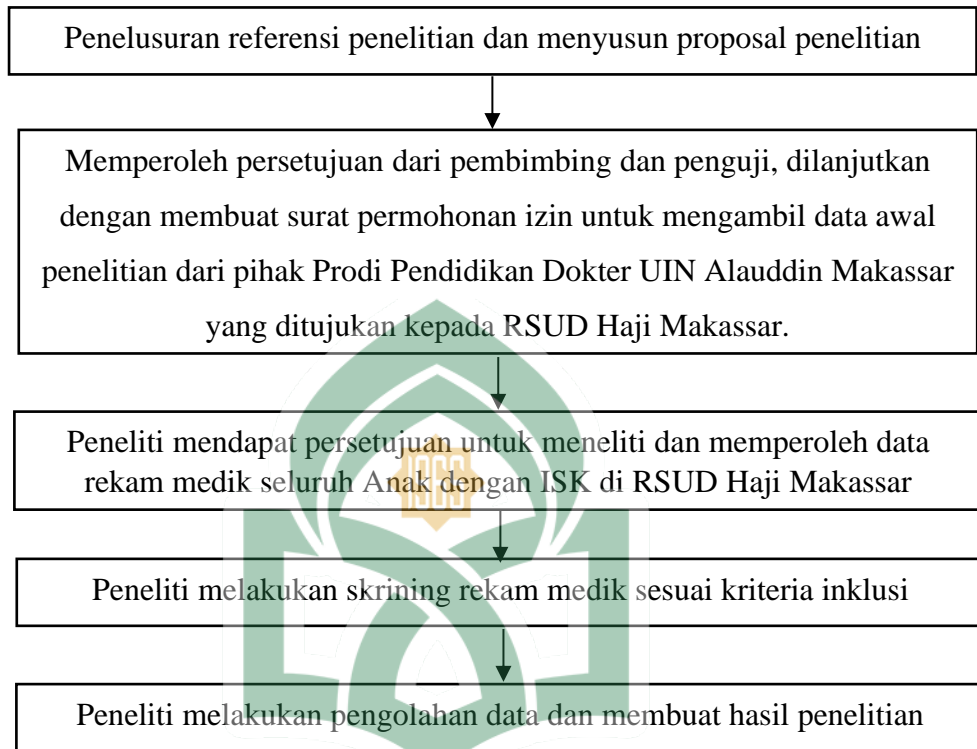 Penelusuran referensi penelitian dan menyusun proposal penelitian
Memperoleh persetujuan dari pembimbing dan penguji, dilanjutkan
dengan membuat surat permohonan izin untuk mengambil data awal
penelitian dari pihak Prodi Pendidikan Dokter UIN Alauddin Makassar
yang ditujukan kepada RSUD Haji Makassar.
Peneliti mendapat persetujuan untuk meneliti dan memperoleh data
rekam medik seluruh Anak dengan ISK di RSUD Haji Makassar
1965
Peneliti melakukan skrining rekam medik sesuai kriteria inklusi
Peneliti melakukan pengolahan data dan membuat hasil penelitian